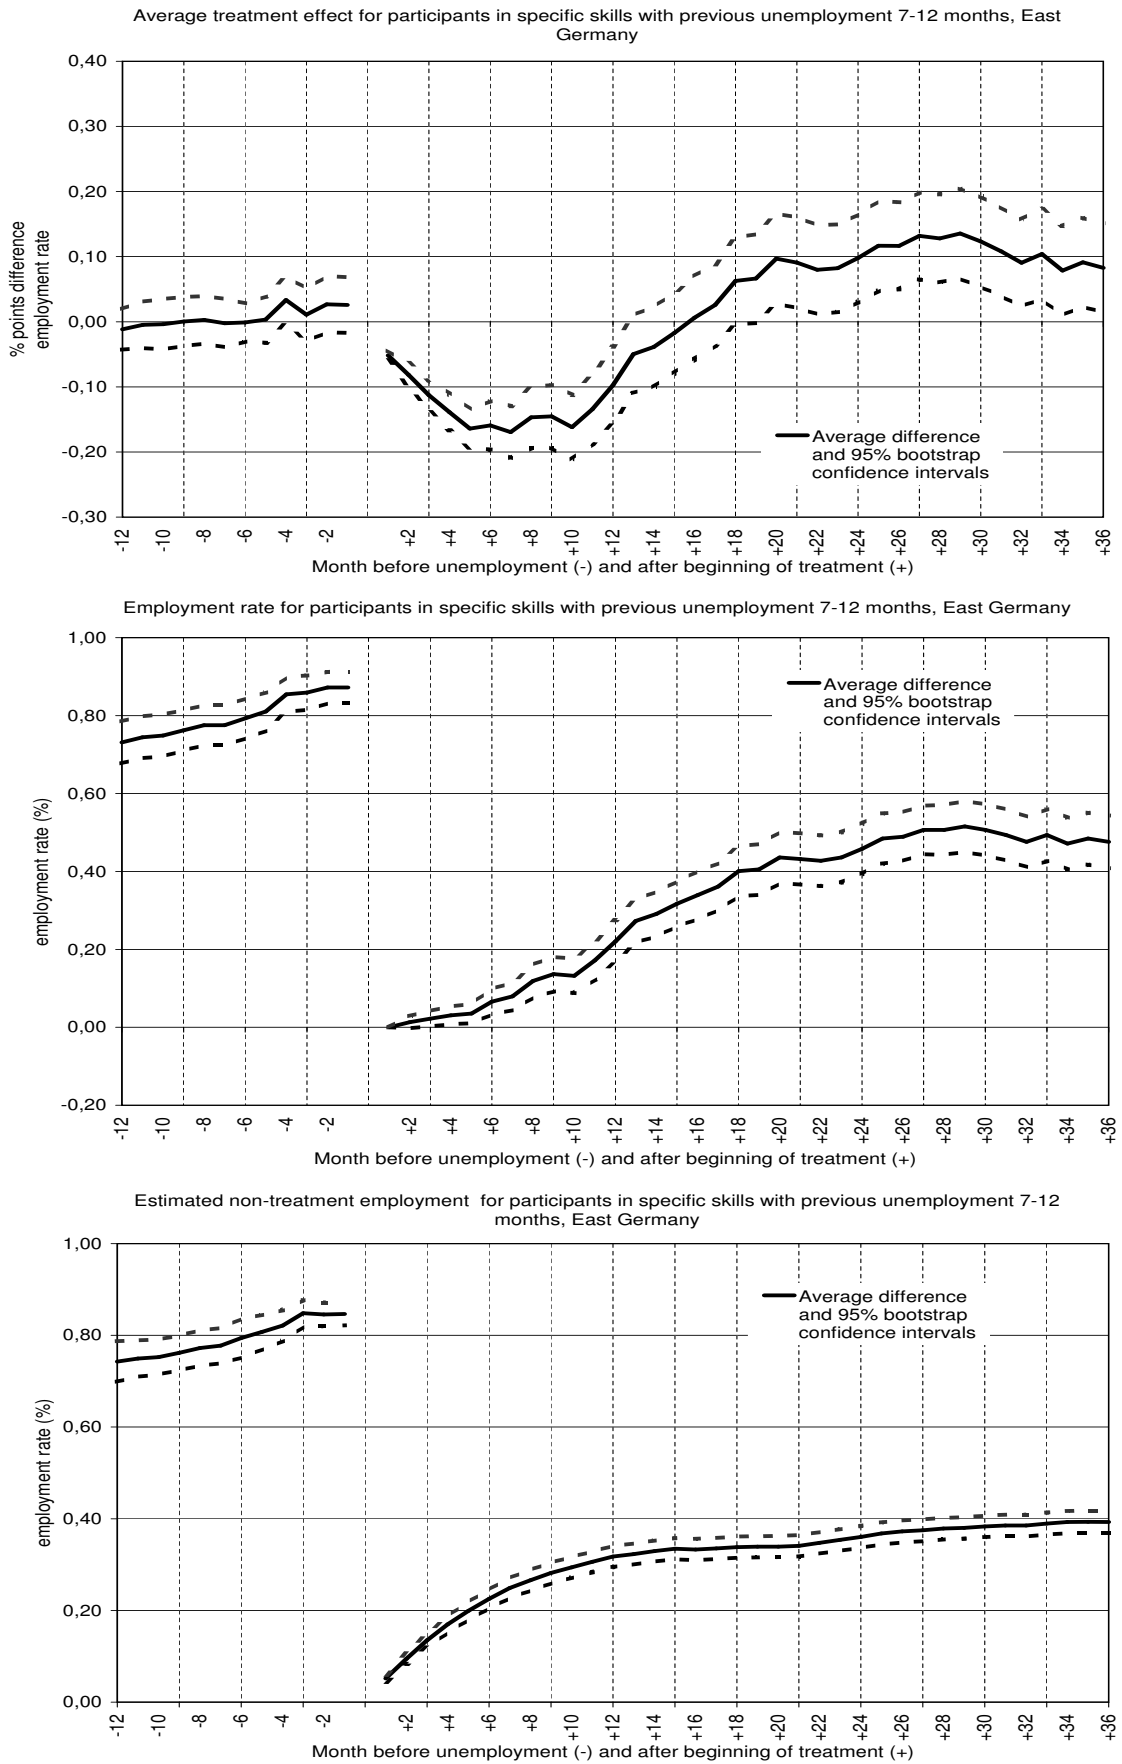 Average treatment effect for participants in specific skills with previous unemployment 7-12 months, East
Germany
% points difference
employment rate
0,40
0,30
0,20
0,10
0,00
-0,10
-0,20
-0,30
Average difference
and 95% bootstrap
confidence intervals
-12 -10 -8 -6 -4 -2 +2 +4 +6 +8 +10 +12 +14 +16 +18 +20 +22 +24 +26 +28 +30 +32 +34 +36
Month before unemployment (-) and after beginning of treatment (+)
Employment rate for participants in specific skills with previous unemployment 7-12 months, East Germany
employment rate (%)
1,00
0,80
0,60
0,40
0,20
0,00
-0,20
Average difference
and 95% bootstrap
confidence intervals
-12 -10 -8 -6 -4 -2 +2 +4 +6 +8 +10 +12 +14 +16 +18 +20 +22 +24 +26 +28 +30 +32 +34 +36
Month before unemployment (-) and after beginning of treatment (+)
Estimated non-treatment employment for participants in specific skills with previous unemployment 7-12
months, East Germany
employment rate (%)
1,00
0,80
0,60
0,40
0,20
0,00
Average difference
and 95% bootstrap
confidence intervals
-12 -10 -8 -6 -4 -2 +2 +4 +6 +8 +10 +12 +14 +16 +18 +20 +22 +24 +26 +28 +30 +32 +34 +36
Month before unemployment (-) and after beginning of treatment (+)